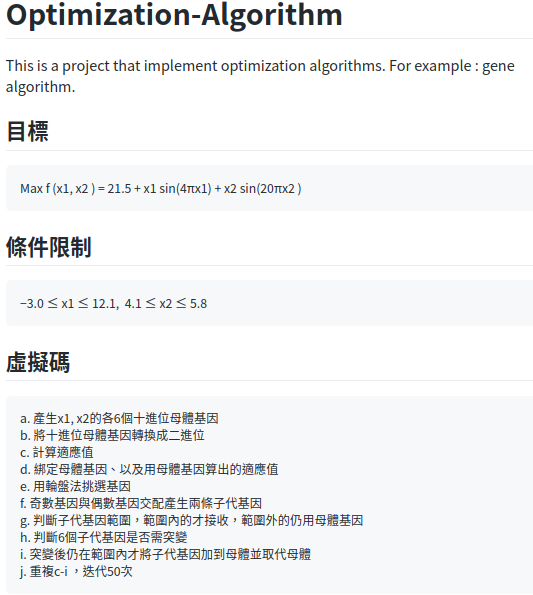 Optimization-Algorithm
This is a project that implement optimization algorithms. For example : gene
algorithm.
目標
Max f (x1, x2 ) = 21.5 + x1 sin(4πx1) + x2 sin(20πx2 )
條件限制
−3.0 ≤ x1 ≤ 12.1,  4.1 ≤ x2 ≤ 5.8
虛擬碼
a. 產生x1, x2的各6個十進位母體基因
b. 將十進位母體基因轉換成二進位
c. 計算適應值
d. 綁定母體基因、以及用母體基因算出的適應值
e. 用輪盤法挑選基因
f. 奇數基因與偶數基因交配產生兩條子代基因
g. 判斷子代基因範圍，範圍內的才接收，範圍外的仍用母體基因
h. 判斷6個子代基因是否需突變
i. 突變後仍在範圍內才將子代基因加到母體並取代母體
j. 重複c-i ，迭代50次